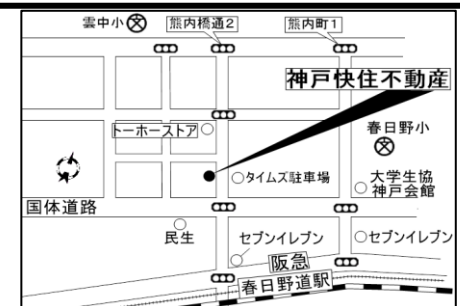 雲中小
熊内橋通2
熊内町1
神戸快住不動産
トーホーストア
春日野小
タイムズ駐車場
大学生協
神戸会館
国体道路
民生
セブンイレブン
セブンイレブン
阪急
春日野道駅